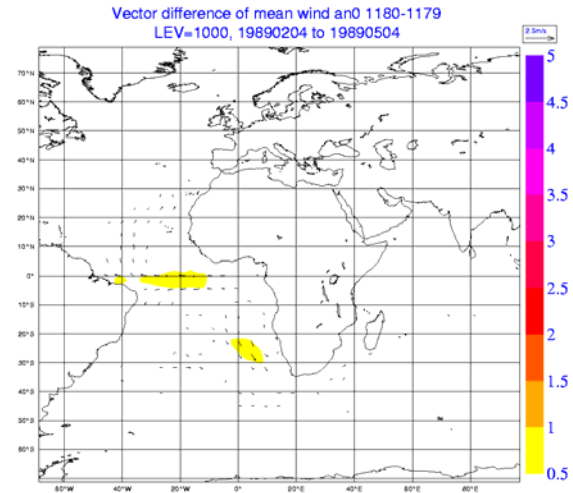 Vector difference of mean wind an0 1180-1179
LEV=1000, 19890204 to 19890504
2.5m/s
70°N
60°N
50°N
40°N
30°N
20°N
10°N
0°
10°S
20°S
30°S
40°S
50°S
60°S
60°W
40°W
20°W
0°
20°E
40°E
60°E
80°E
5
4.5
4
3.5
3
2.5
2
1.5
1
0.5